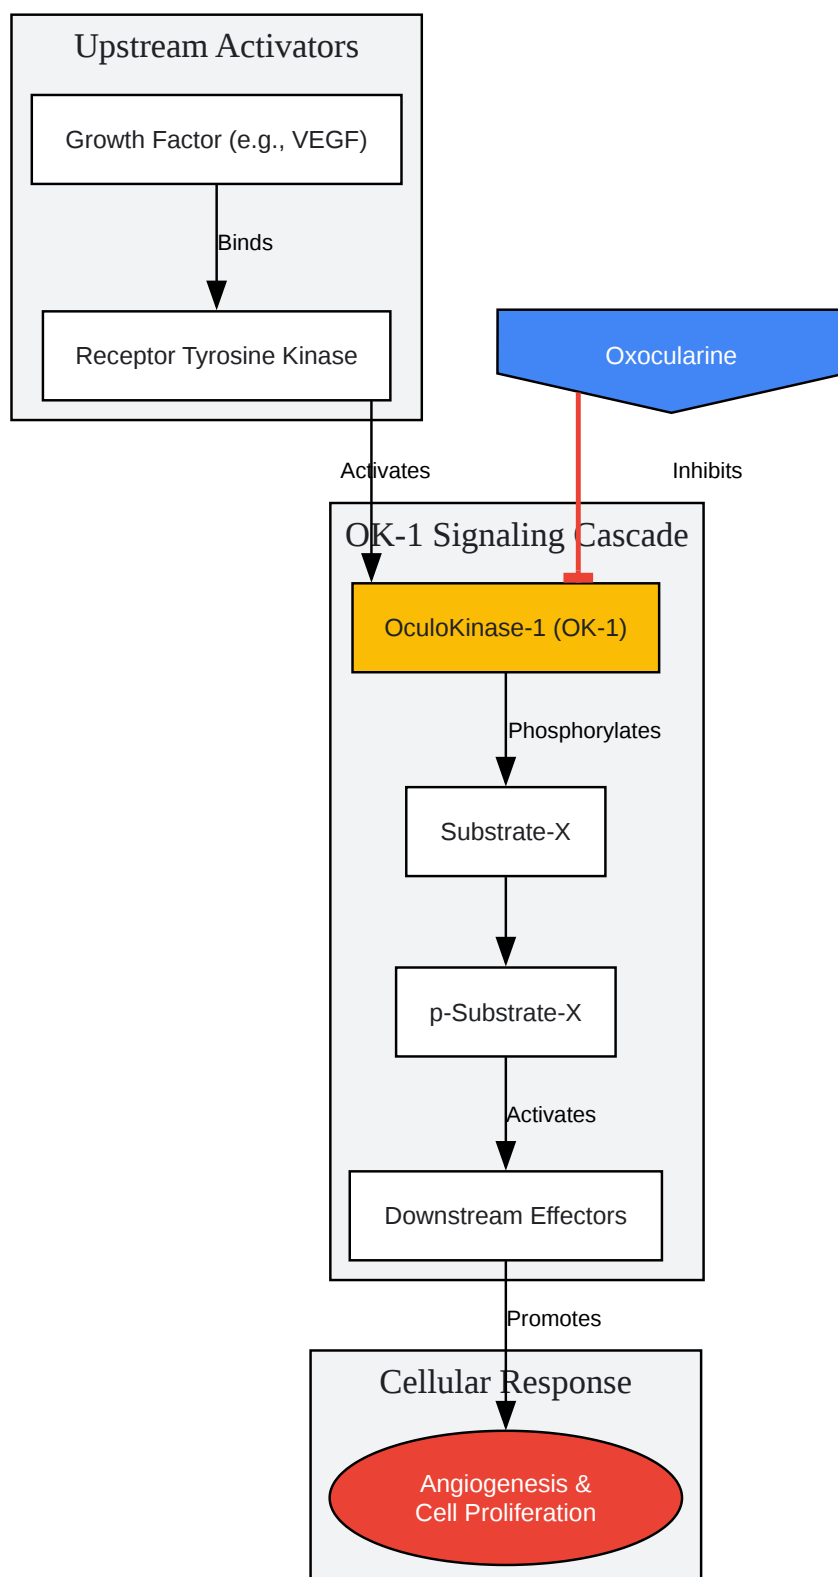 Upstream Activators
Growth Factor (e.g., VEGF)
Binds
Receptor Tyrosine Kinase
Oxocularine
Activates
Inhibits
OK-1 Signaling Cascade
OculoKinase-1 (OK-1)
Phosphorylates
Substrate-X
p-Substrate-X
Activates
Downstream Effectors
Promotes
Cellular Response
Angiogenesis &
Cell Proliferation